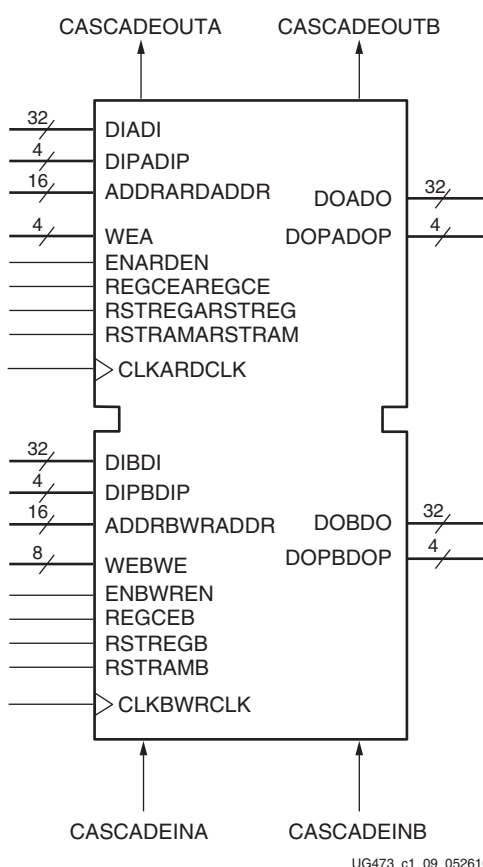 CASCADEOUTA CASCADEOUTB
32 DIADI
4 DIPADIP
16 ADDRARDADDR
DOADO 32
4 WEA
DOPADOP 4
ENARDEN
REGCEAREGCE
RSTREGARSTREG
RSTRAMARSTRAM
CLKARDCLK
32 DIBDI
4 DIPBDIP
16 ADDRBWRADDR
DOBDO 32
8 WEBWE
DOPBDOP 4
ENBWREN
REGCEB
RSTREGB
RSTRAMB
CLKBWRCLK
CASCADEINA CASCADEINB